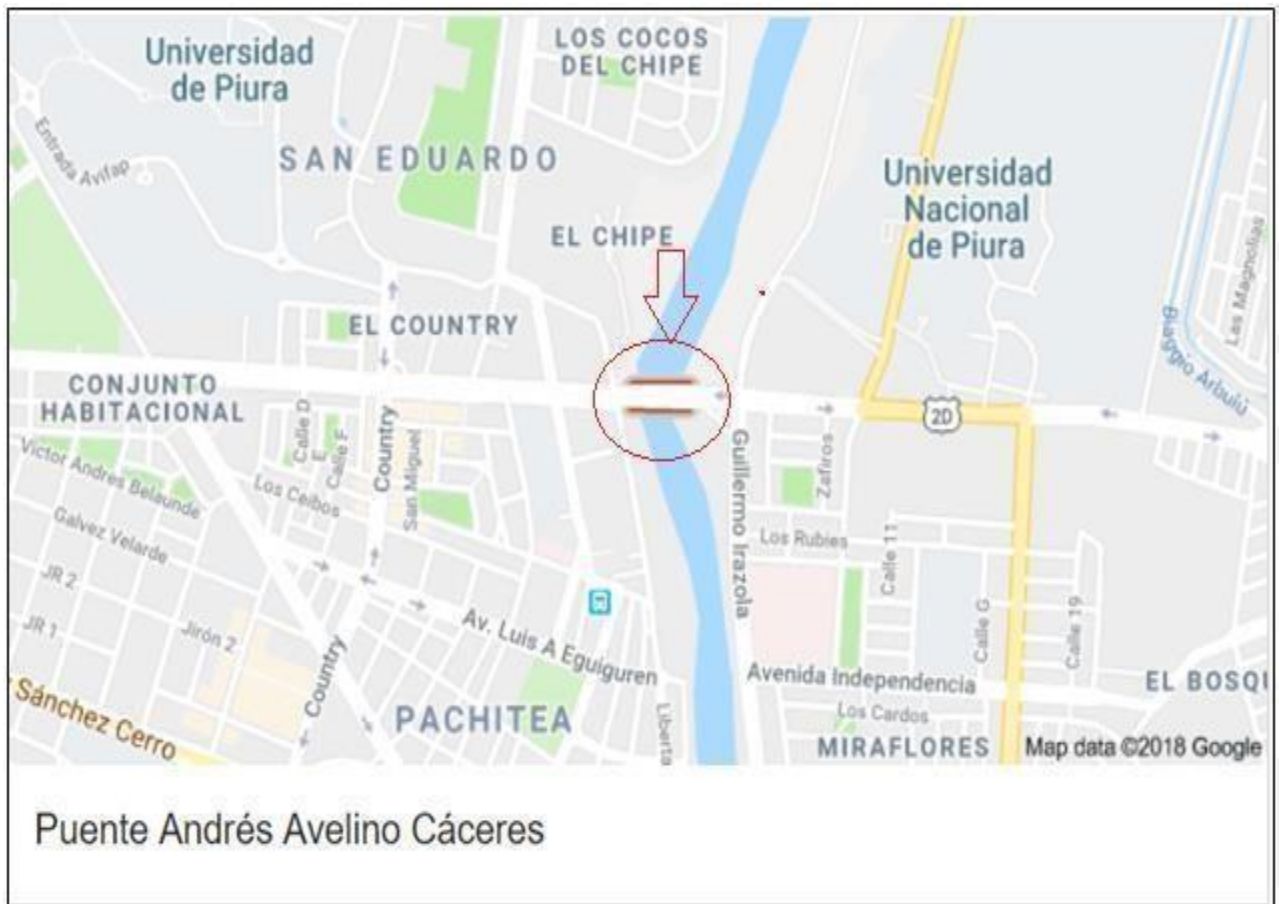 Universidad
de Piura
LOS COCOS
DEL CHIPE
Entrada Avifap
SAN EDUARDO
Universidad
Nacional
de Piura
EL CHIPE
Las Magnolias
EL COUNTRY
Biaggio Arbulú
CONJUNTO
HABITACIONAL
2D
Calle D
E
Calle F
Country
San Miguel
Victor Andres Belaunde
Los Ceibos
Zafiros
Guillermo Irazola
Galvez Velarde
Los Rubies
Calle 11
JR 2
JR 1
Jirón 2
Av. Luis A Eguiguren
Calle G
Calle 19
Country
Avenida Independencia
EL BOSQU
Sánchez Cerro
PACHITEA
Liberta
Los Cardos
MIRAFLORES
Map data ©2018 Google
Puente Andrés Avelino Cáceres